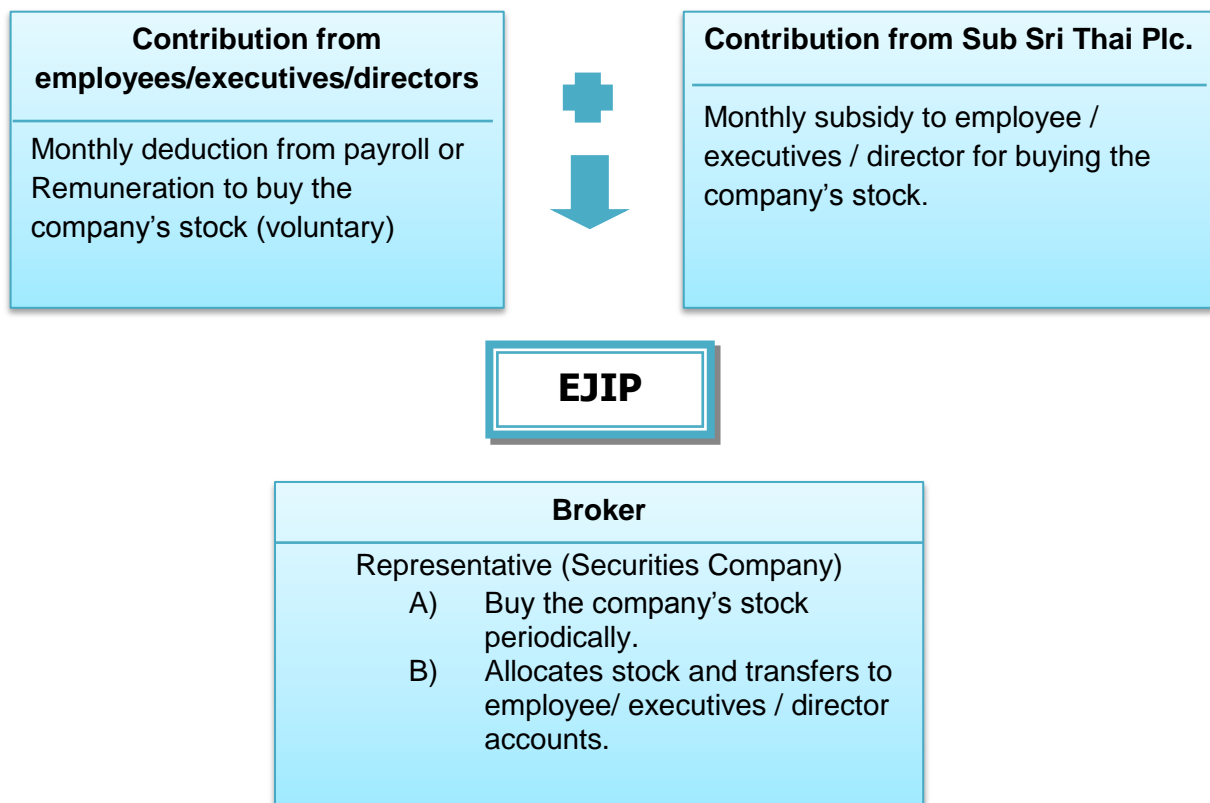 Contribution from
employees/executives/directors
Monthly deduction from payroll or
Remuneration to buy the
company’s stock (voluntary)
Contribution from Sub Sri Thai Plc.
Monthly subsidy to employee /
executives / director for buying the
company’s stock.
EJIP
Broker
Representative (Securities Company)
A) Buy the company’s stock
periodically.
B) Allocates stock and transfers to
employee/ executives / director
accounts.